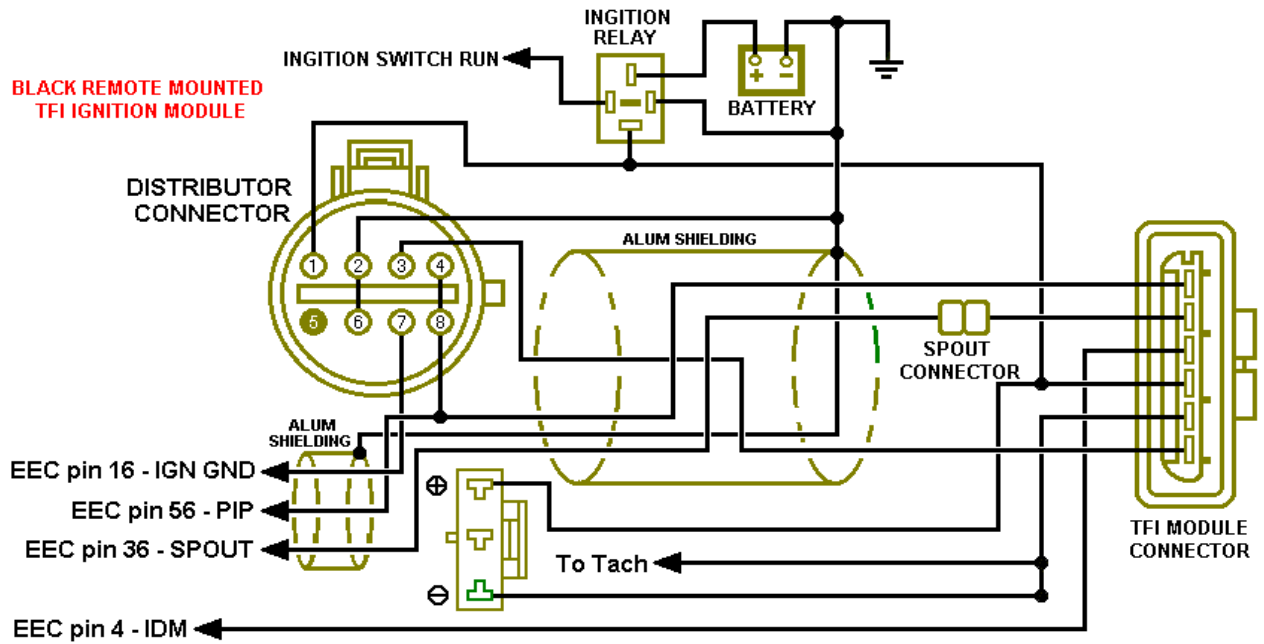 INGITION
RELAY
INGITION SWITCH RUN
BLACK REMOTE MOUNTED
TFI IGNITION MODULE
+ −
BATTERY
DISTRIBUTOR
CONNECTOR
1 2 3 4
5 6 7 8
ALUM SHIELDING
SPOUT
CONNECTOR
ALUM
SHIELDING
EEC pin 16 - IGN GND
EEC pin 56 - PIP
EEC pin 36 - SPOUT
EEC pin 4 - IDM
+
−
To Tach
TFI MODULE
CONNECTOR